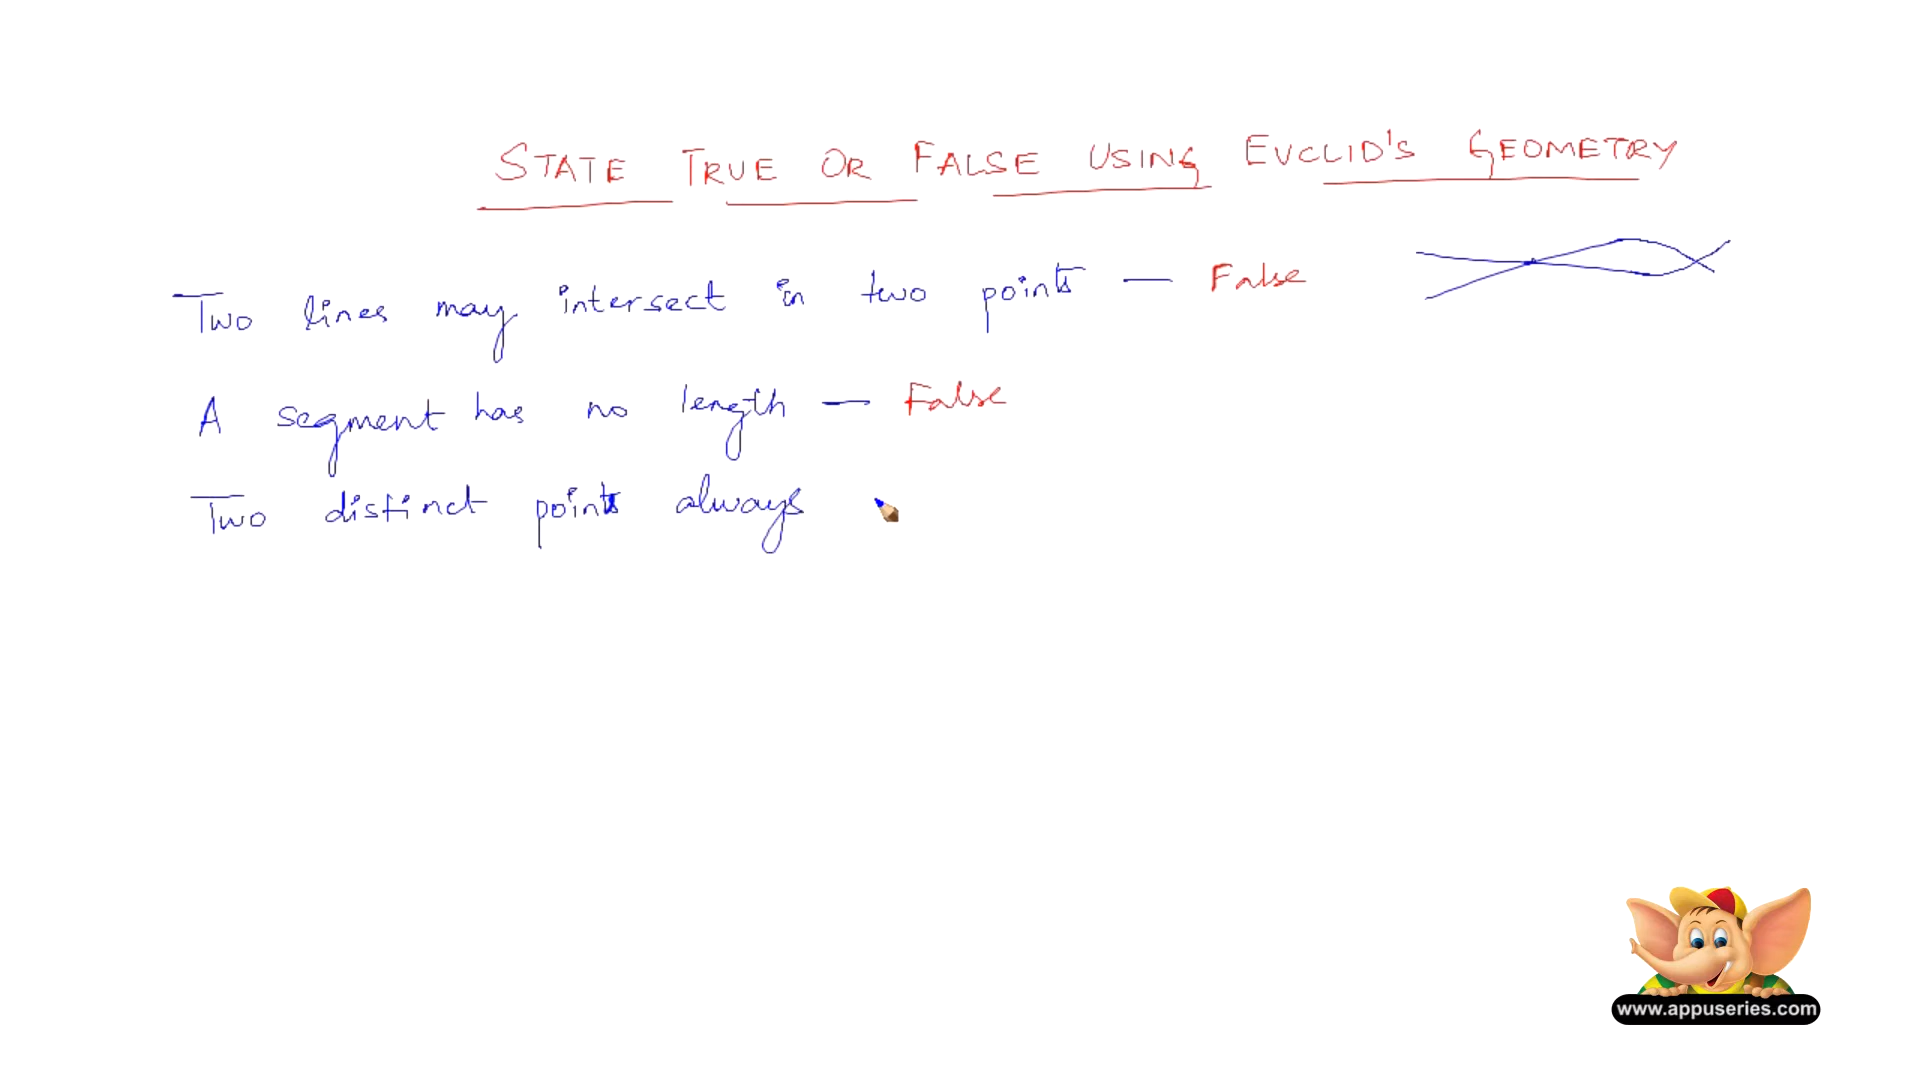 STATE TRUE OR FALSE USING EUCLID'S GEOMETRY
Two lines may intersect in two points — False
A segment has no length — False
Two distinct points always
www.appuseries.com